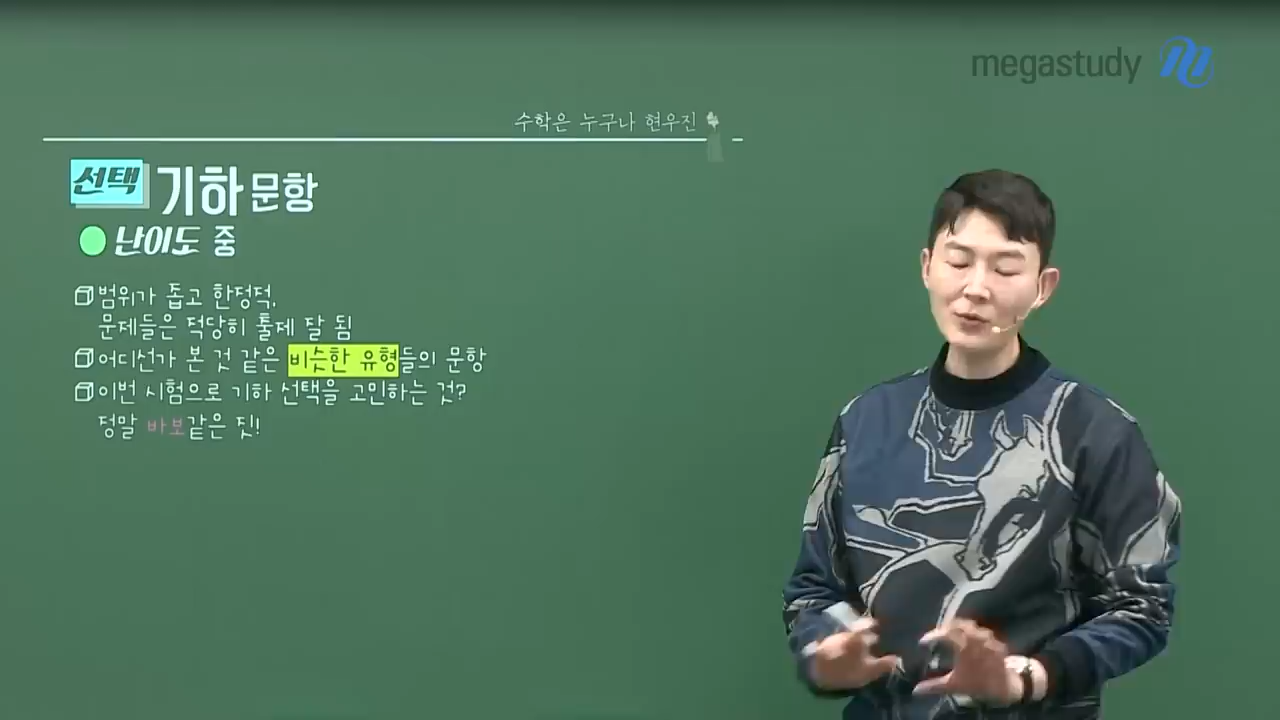 megastudy
수학은 누구나 현우진
선택 기하 문항
난이도 중
범위가 좁고 한정적,
문제들은 적당히 출제 잘 됨
어디선가 본 것 같은 비슷한 유형들의 문항
이번 시험으로 기하 선택을 고민하는 것?
정말 바보같은 짓!